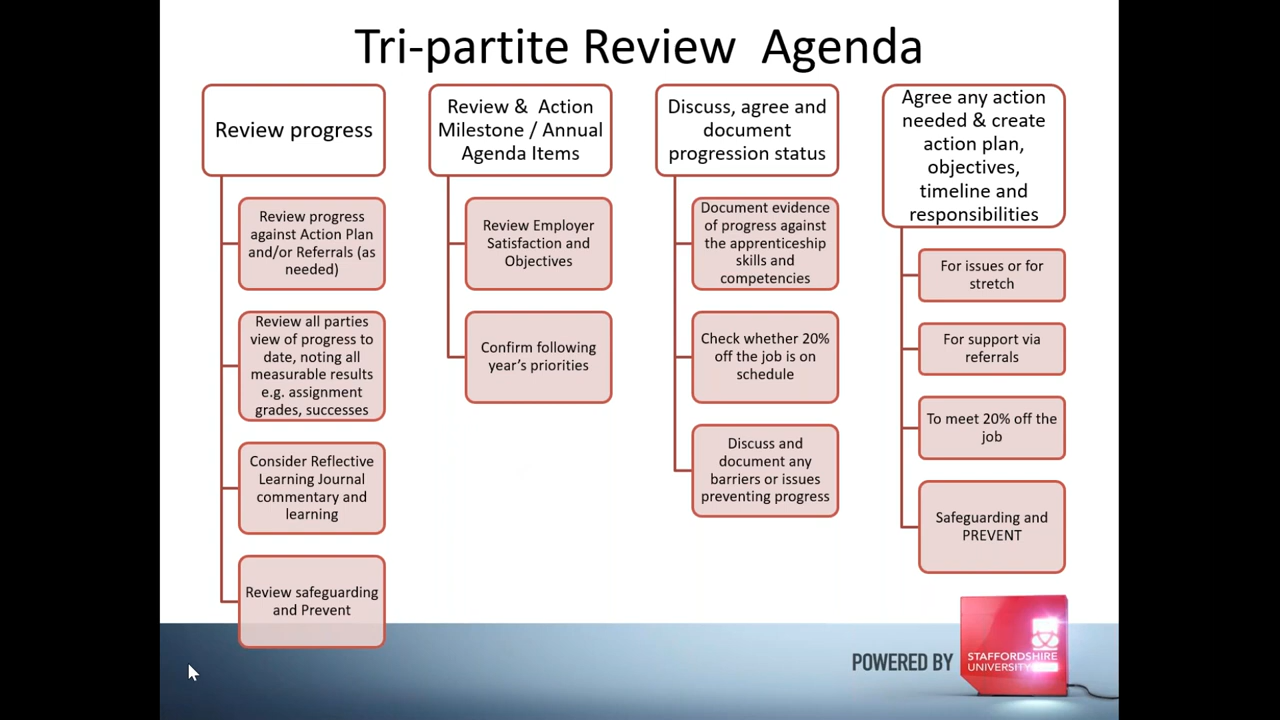 Tri-partite Review  Agenda
Review progress
Review progress
against Action Plan
and/or Referrals (as
needed)
Review all parties
view of progress to
date, noting all
measurable results
e.g. assignment
grades, successes
Consider Reflective
Learning Journal
commentary and
learning
Review safeguarding
and Prevent
Review &  Action
Milestone / Annual
Agenda Items
Review Employer
Satisfaction and
Objectives
Confirm following
year’s priorities
Discuss, agree and
document
progression status
Document evidence
of progress against
the apprenticeship
skills and
competencies
Check whether 20%
off the job is on
schedule
Discuss and
document any
barriers or issues
preventing progress
Agree any action
needed & create
action plan,
objectives,
timeline and
responsibilities
For issues or for
stretch
For support via
referrals
To meet 20% off the
job
Safeguarding and
PREVENT
POWERED BY
STAFFORDSHIRE
UNIVERSITY